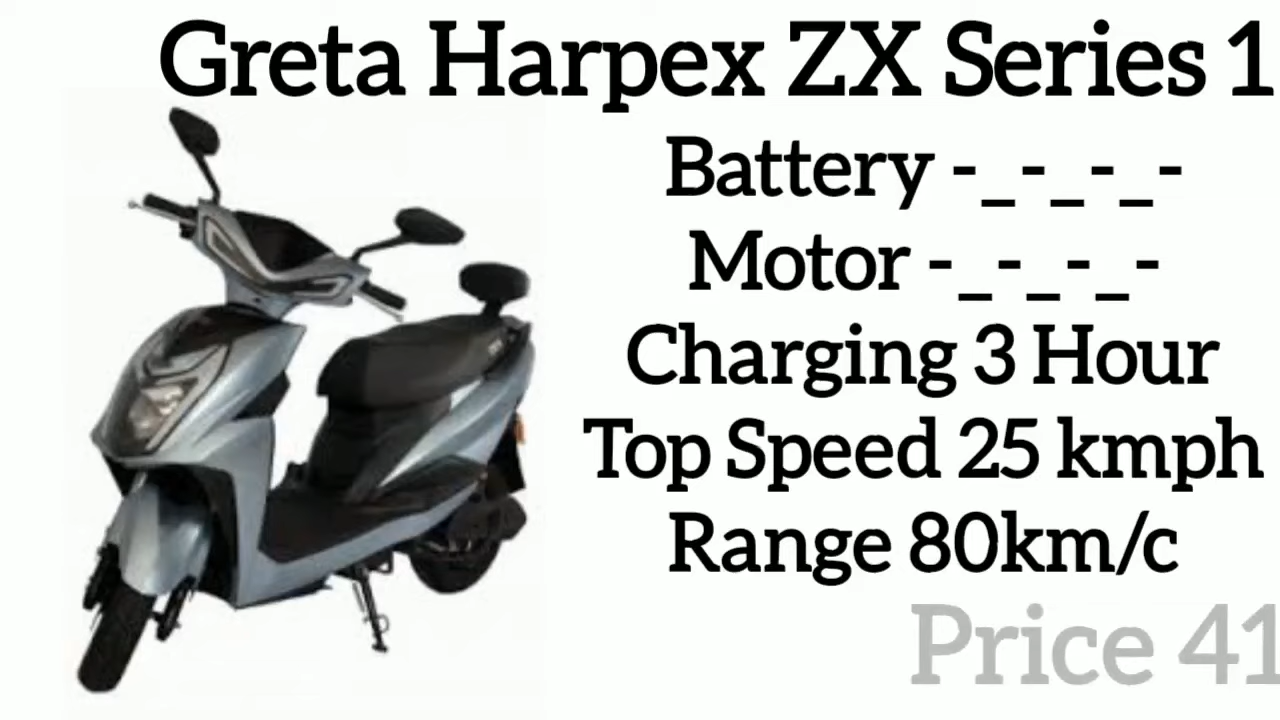 Greta Harpex ZX Series 1
Battery -_-_-_-
Motor -_-_-_-
Charging 3 Hour
Top Speed 25 kmph
Range 80km/c
Price 41